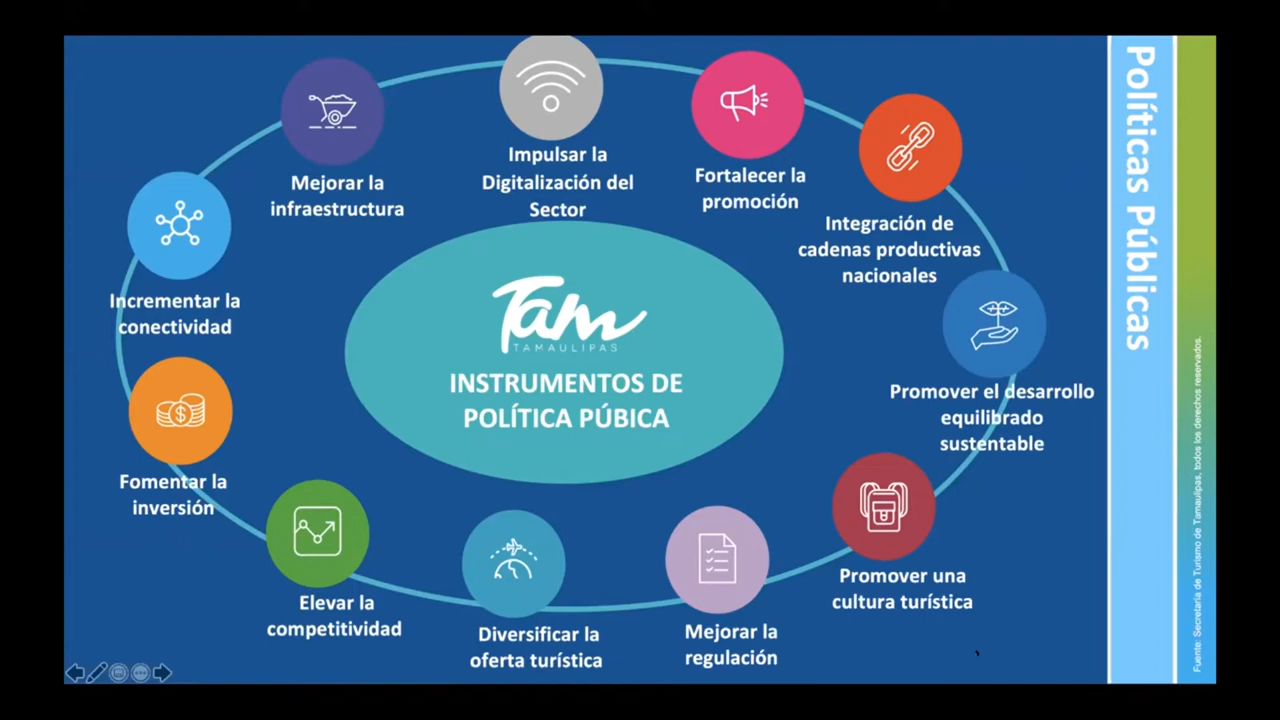 Impulsar la
Digitalización del
Sector
Fortalecer la
promoción
Integración de
cadenas productivas
nacionales
Promover el desarrollo
equilibrado
sustentable
Promover una
cultura turística
Mejorar la
regulación
Diversificar la
oferta turística
Elevar la
competitividad
Fomentar la
inversión
Incrementar la
conectividad
Mejorar la
infraestructura
Tam
TAMAULIPAS
INSTRUMENTOS DE
POLÍTICA PÚBICA
Políticas Públicas
Fuente: Secretaría de Turismo de Tamaulipas, todos los derechos reservados.